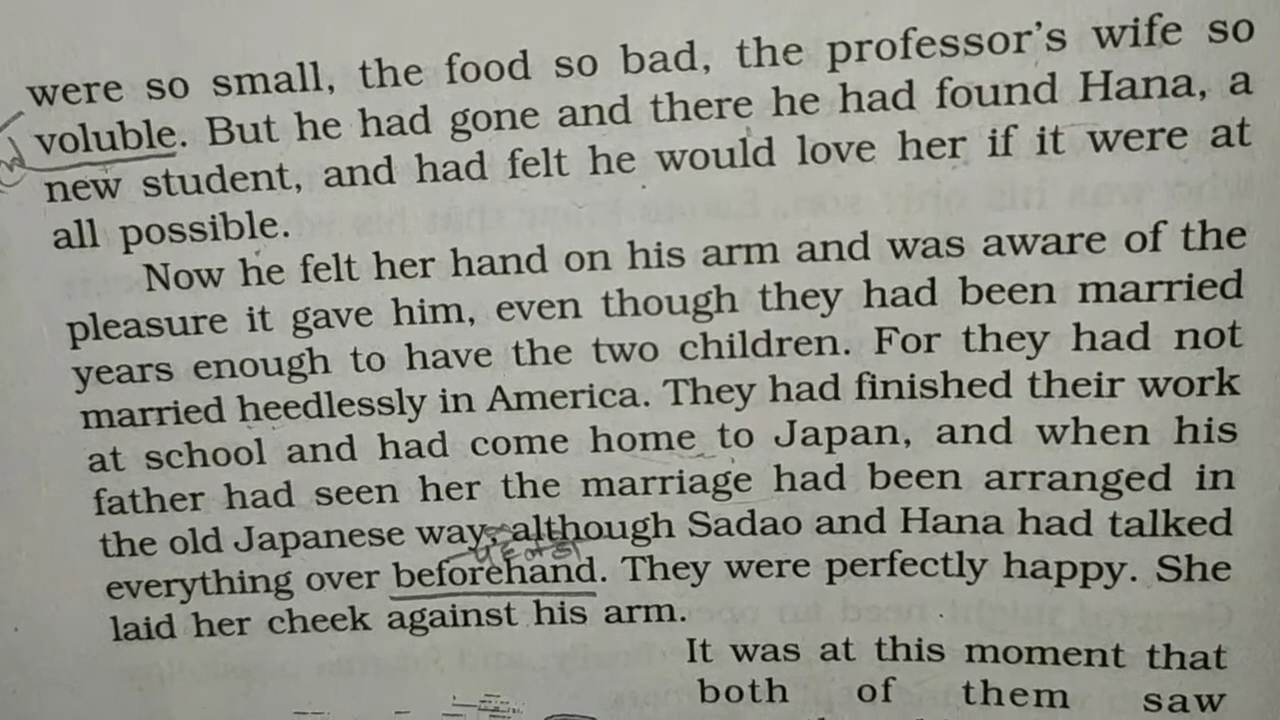 were so small, the food so bad, the professor's wife so
voluble. But he had gone and there he had found Hana, a
new student, and had felt he would love her if it were at
all possible.
Now he felt her hand on his arm and was aware of the
pleasure it gave him, even though they had been married
years enough to have the two children. For they had not
married heedlessly in America. They had finished their work
at school and had come home to Japan, and when his
father had seen her the marriage had been arranged in
the old Japanese way, although Sadao and Hana had talked
everything over beforehand. They were perfectly happy. She
laid her cheek against his arm.
It was at this moment that
both of them saw